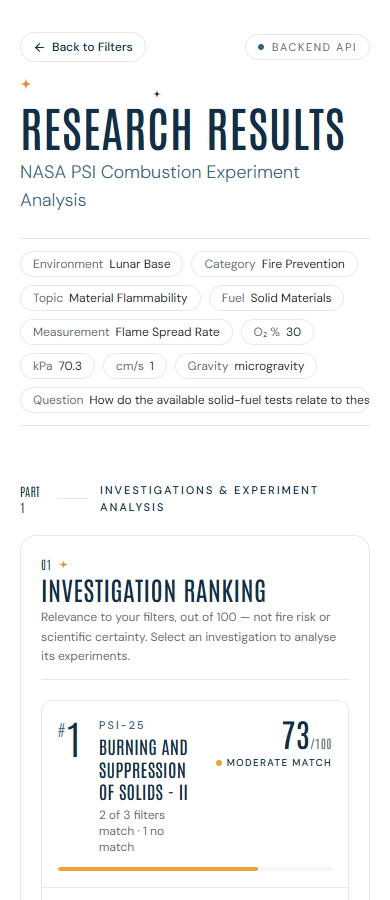 ← Back to Filters
BACKEND API
RESEARCH RESULTS
NASA PSI Combustion Experiment
Analysis
Environment Lunar Base
Category Fire Prevention
Topic Material Flammability
Fuel Solid Materials
Measurement Flame Spread Rate
O₂ % 30
kPa 70.3
cm/s 1
Gravity microgravity
Question How do the available solid-fuel tests relate to thes
PART
1
INVESTIGATIONS & EXPERIMENT
ANALYSIS
01
INVESTIGATION RANKING
Relevance to your filters, out of 100 — not fire risk or
scientific certainty. Select an investigation to analyse
its experiments.
#1
PSI-25
BURNING AND
SUPPRESSION
OF SOLIDS - II
2 of 3 filters
match · 1 no
match
73/100
MODERATE MATCH